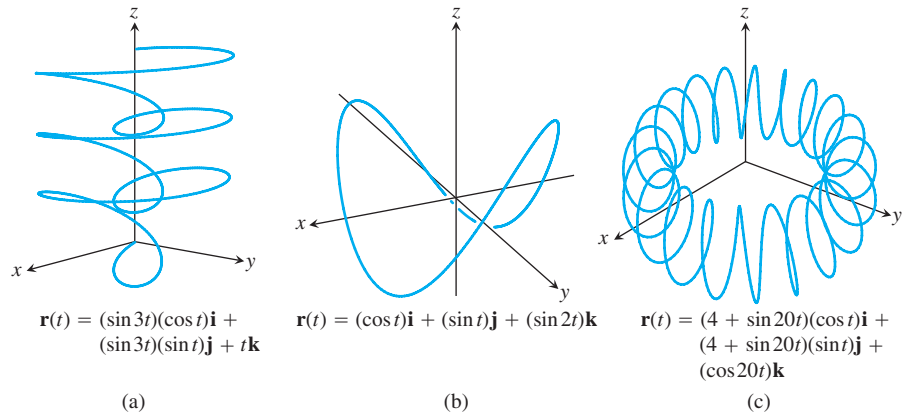 z
x
y
r(t) = (sin 3t)(cos t)i +
(sin 3t)(sin t)j + tk
(a)
z
x
y
r(t) = (cos t)i + (sin t)j + (sin 2t)k
(b)
z
x
y
r(t) = (4 + sin 20t)(cos t)i +
(4 + sin 20t)(sin t)j +
(cos 20t)k
(c)